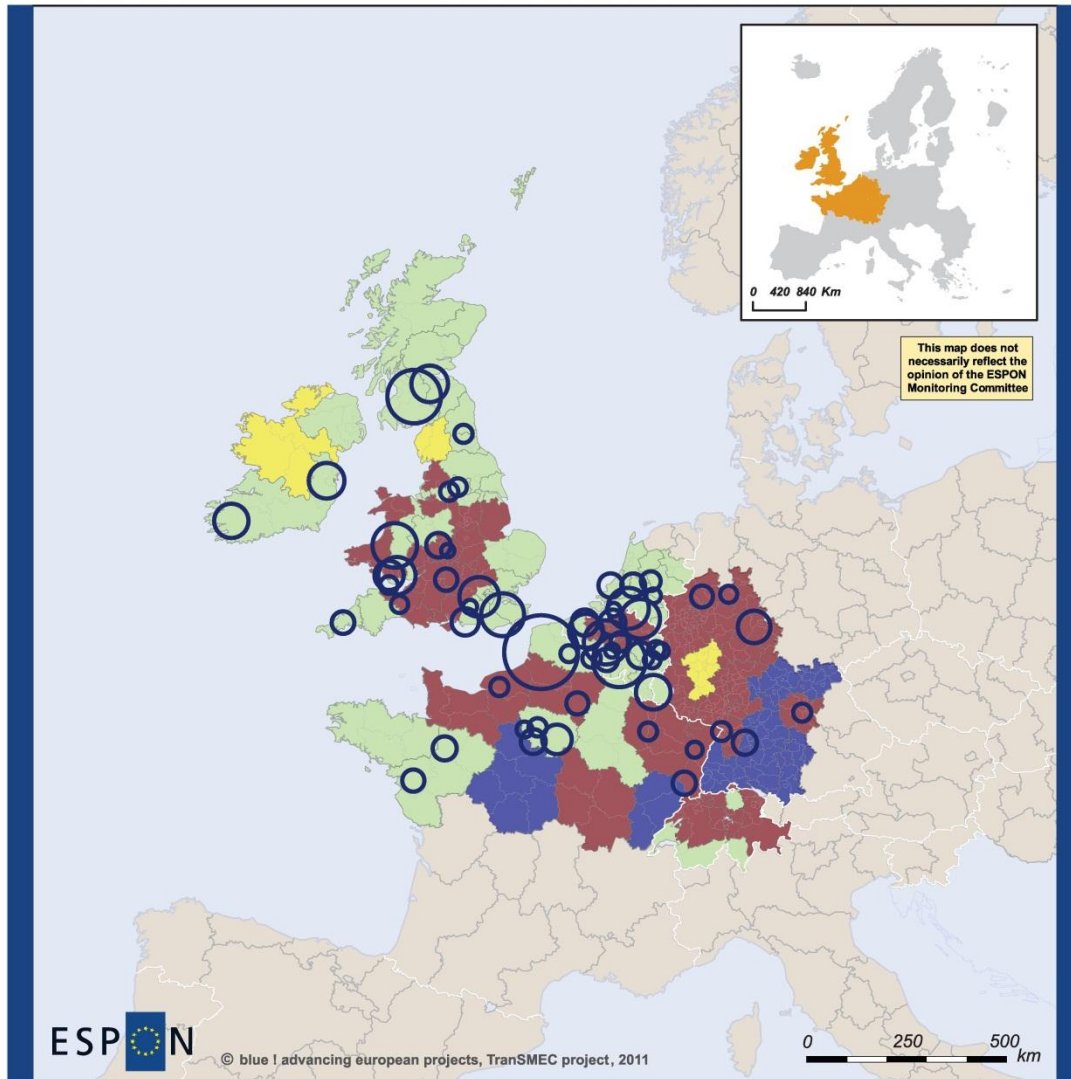 0 420 840 Km
This map does not
necessarily reflect the
opinion of the ESPON
Monitoring Committee
ESPON
© blue ! advancing european projects, TranSMEC project, 2011
0 250 500
km